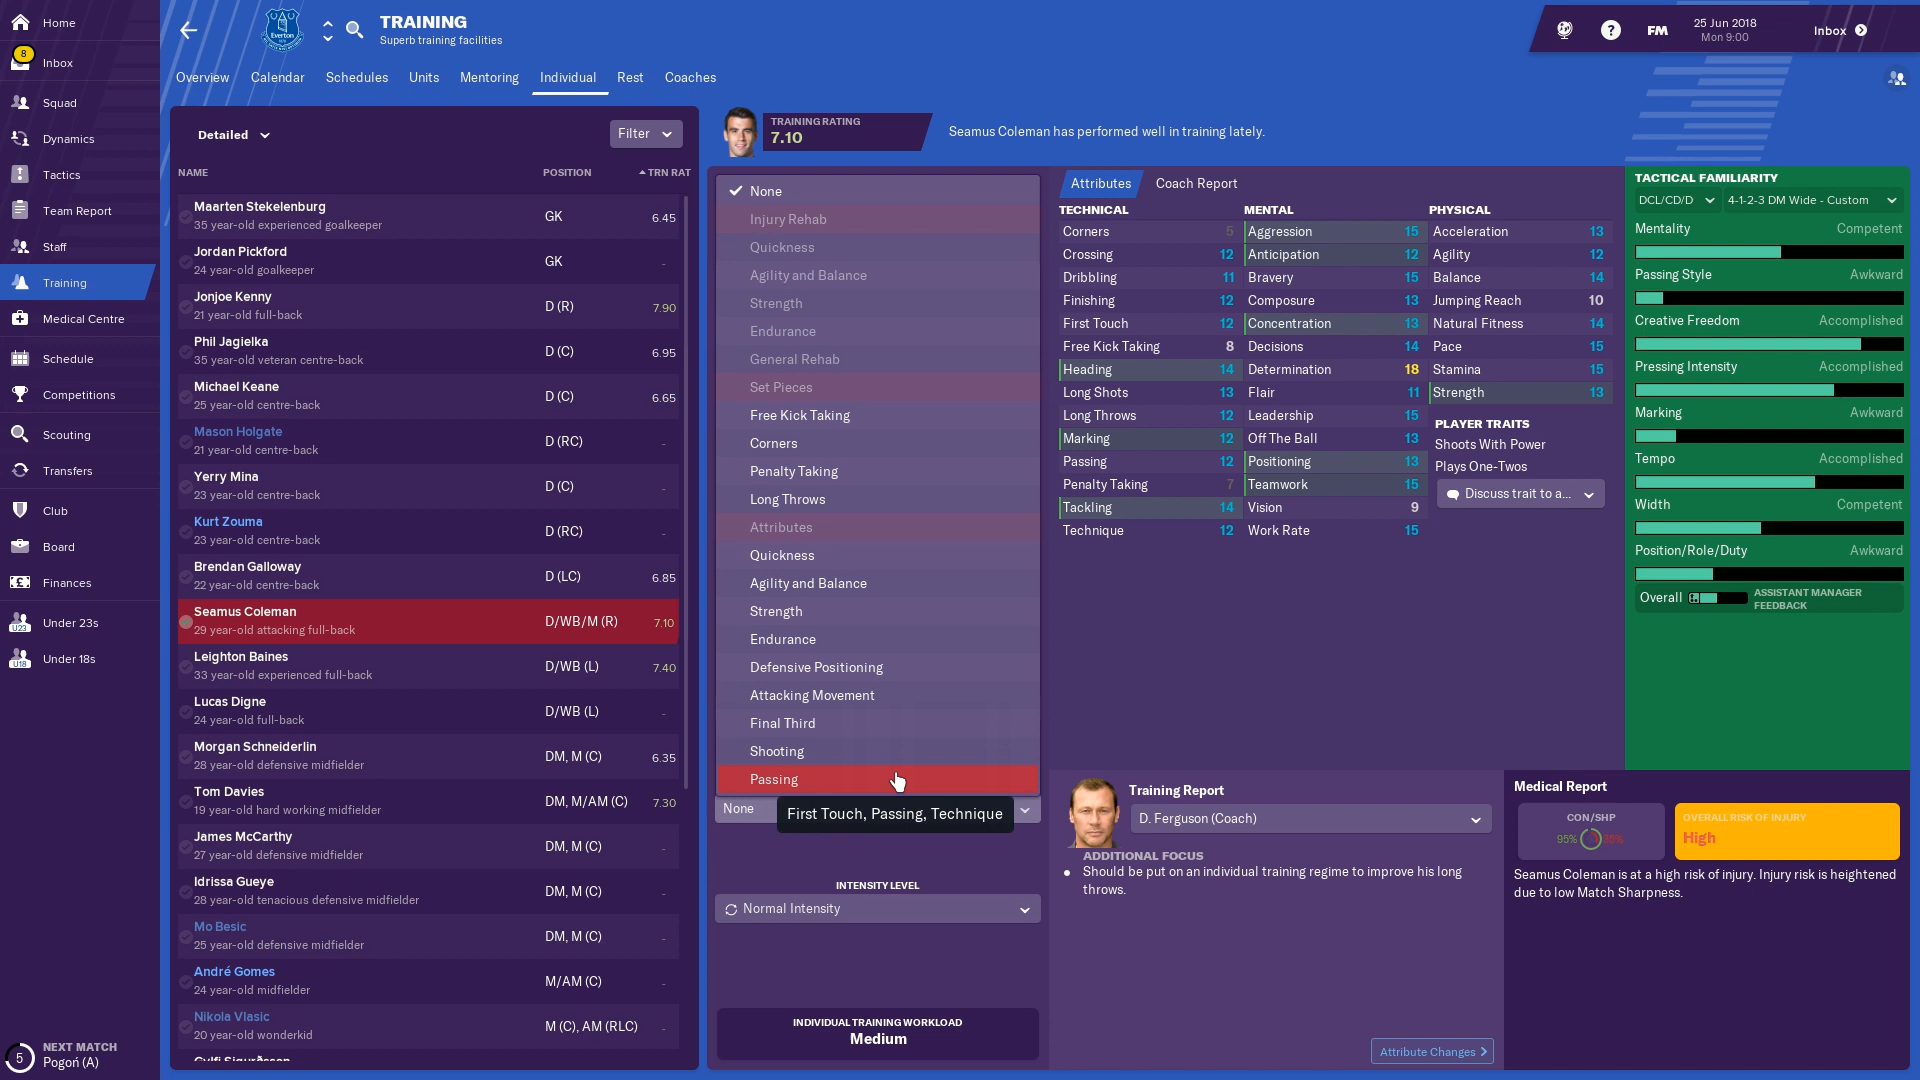 Home
8
Inbox
Squad
Dynamics
Tactics
Team Report
Staff
Training
Medical Centre
Schedule
Competitions
Scouting
Transfers
Club
Board
Finances
U23
Under 23s
U18
Under 18s
5
NEXT MATCH
Pogoń (A)
Everton
TRAINING
Superb training facilities
FM
25 Jun 2018
Mon 9:00
Inbox
Overview
Calendar
Schedules
Units
Mentoring
Individual
Rest
Coaches
Detailed
Filter
NAME POSITION TRN RAT
Maarten Stekelenburg GK 6.45
35 year-old experienced goalkeeper
Jordan Pickford GK -
24 year-old goalkeeper
Jonjoe Kenny D (R) 7.90
21 year-old full-back
Phil Jagielka D (C) 6.95
35 year-old veteran centre-back
Michael Keane D (C) 6.65
25 year-old centre-back
Mason Holgate D (RC) -
21 year-old centre-back
Yerry Mina D (C) -
23 year-old centre-back
Kurt Zouma D (RC) -
23 year-old centre-back
Brendan Galloway D (LC) 6.85
22 year-old centre-back
Seamus Coleman D/WB/M (R) 7.10
29 year-old attacking full-back
Leighton Baines D/WB (L) 7.40
33 year-old experienced full-back
Lucas Digne D/WB (L) -
24 year-old full-back
Morgan Schneiderlin DM, M (C) 6.35
28 year-old defensive midfielder
Tom Davies DM, M/AM (C) 7.30
19 year-old hard working midfielder
James McCarthy DM, M (C) -
27 year-old defensive midfielder
Idrissa Gueye DM, M (C) -
28 year-old tenacious defensive midfielder
Mo Besic DM, M (C) -
25 year-old defensive midfielder
André Gomes M/AM (C) -
24 year-old midfielder
Nikola Vlasic M (C), AM (RLC) -
20 year-old wonderkid
Gylfi Sigurðsson
TRAINING RATING
7.10
Seamus Coleman has performed well in training lately.
None
Injury Rehab
Quickness
Agility and Balance
Strength
Endurance
General Rehab
Set Pieces
Free Kick Taking
Corners
Penalty Taking
Long Throws
Attributes
Quickness
Agility and Balance
Strength
Endurance
Defensive Positioning
Attacking Movement
Final Third
Shooting
Passing
None
First Touch, Passing, Technique
INTENSITY LEVEL
Normal Intensity
INDIVIDUAL TRAINING WORKLOAD
Medium
Attributes
Coach Report
TECHNICAL
Corners 5
Crossing 12
Dribbling 11
Finishing 12
First Touch 12
Free Kick Taking 8
Heading 14
Long Shots 13
Long Throws 12
Marking 12
Passing 12
Penalty Taking 7
Tackling 14
Technique 12
MENTAL
Aggression 15
Anticipation 12
Bravery 15
Composure 13
Concentration 13
Decisions 14
Determination 18
Flair 11
Leadership 15
Off The Ball 13
Positioning 13
Teamwork 15
Vision 9
Work Rate 15
PHYSICAL
Acceleration 13
Agility 12
Balance 14
Jumping Reach 10
Natural Fitness 14
Pace 15
Stamina 15
Strength 13
PLAYER TRAITS
Shoots With Power
Plays One-Twos
Discuss trait to a...
TACTICAL FAMILIARITY
DCL/CD/D
4-1-2-3 DM Wide - Custom
Mentality Competent
Passing Style Awkward
Creative Freedom Accomplished
Pressing Intensity Accomplished
Marking Awkward
Tempo Accomplished
Width Competent
Position/Role/Duty Awkward
Overall
ASSISTANT MANAGER
FEEDBACK
Training Report
D. Ferguson (Coach)
ADDITIONAL FOCUS
Should be put on an individual training regime to improve his long
throws.
Attribute Changes
Medical Report
CON/SHP
95%
OVERALL RISK OF INJURY
High
Seamus Coleman is at a high risk of injury. Injury risk is heightened
due to low Match Sharpness.